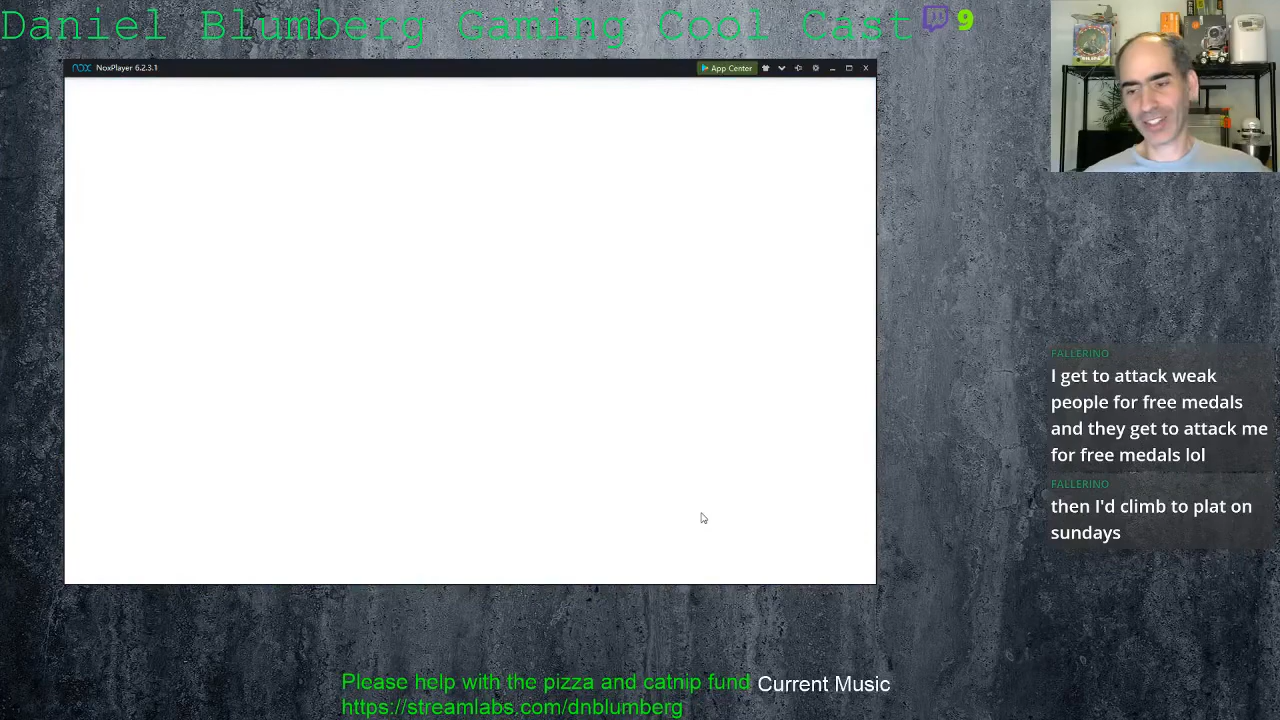 Daniel Blumberg Gaming Cool Cast 9
nox NoxPlayer 6.2.3.1
App Center
FALLERINO
I get to attack weak
people for free medals
and they get to attack me
for free medals lol
FALLERINO
then I'd climb to plat on
sundays
Please help with the pizza and catnip fund
https://streamlabs.com/dnblumberg
Current Music